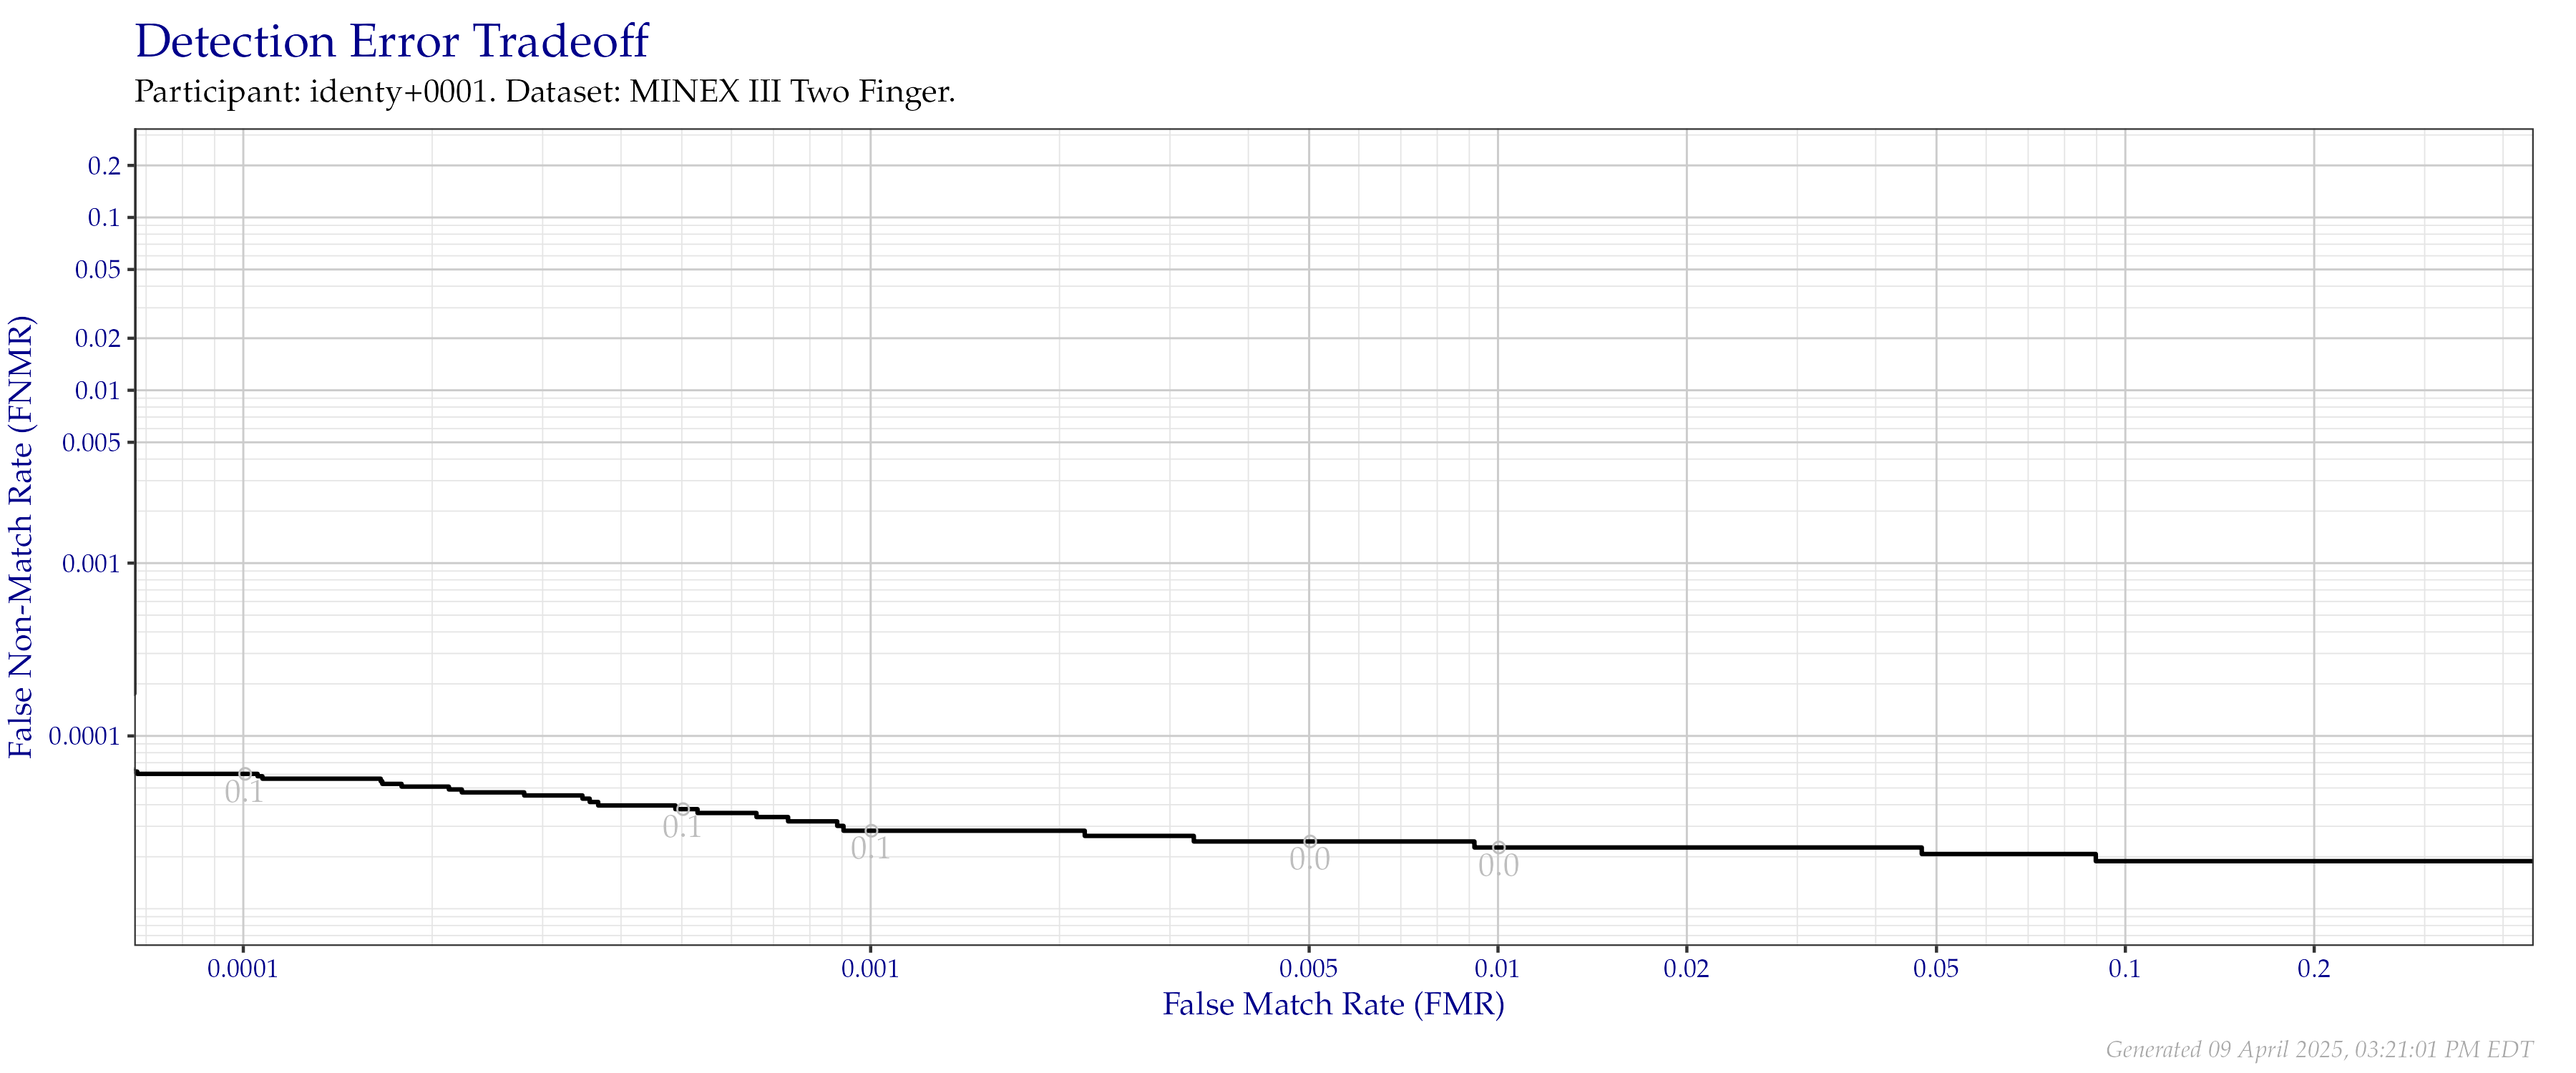 Detection Error Tradeoff
Participant: identy+0001. Dataset: MINEX III Two Finger.
False Non-Match Rate (FNMR)
0.2
0.1
0.05
0.02
0.01
0.005
0.001
0.0001
0.1
0.1
0.1
0.0
0.0
0.0001 0.001 0.005 0.01 0.02 0.05 0.1 0.2
False Match Rate (FMR)
Generated 09 April 2025, 03:21:01 PM EDT